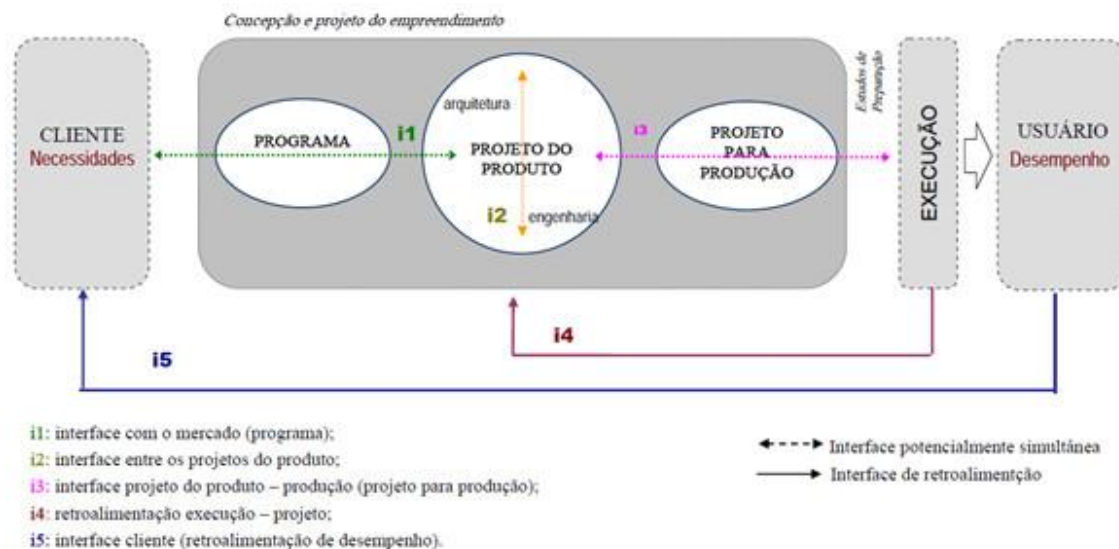 Concepção e projeto do empreendimento
CLIENTE
Necessidades
PROGRAMA
i1
arquitetura
PROJETO DO
PRODUTO
i2
engenharia
i3
PROJETO
PARA
PRODUÇÃO
Estudos de
Preparação
EXECUÇÃO
USUÁRIO
Desempenho
i4
i5
i1: interface com o mercado (programa);
i2: interface entre os projetos do produto;
i3: interface projeto do produto – produção (projeto para produção);
i4: retroalimentação execução – projeto;
i5: interface cliente (retroalimentação de desempenho).
Interface potencialmente simultânea
Interface de retroalimentção